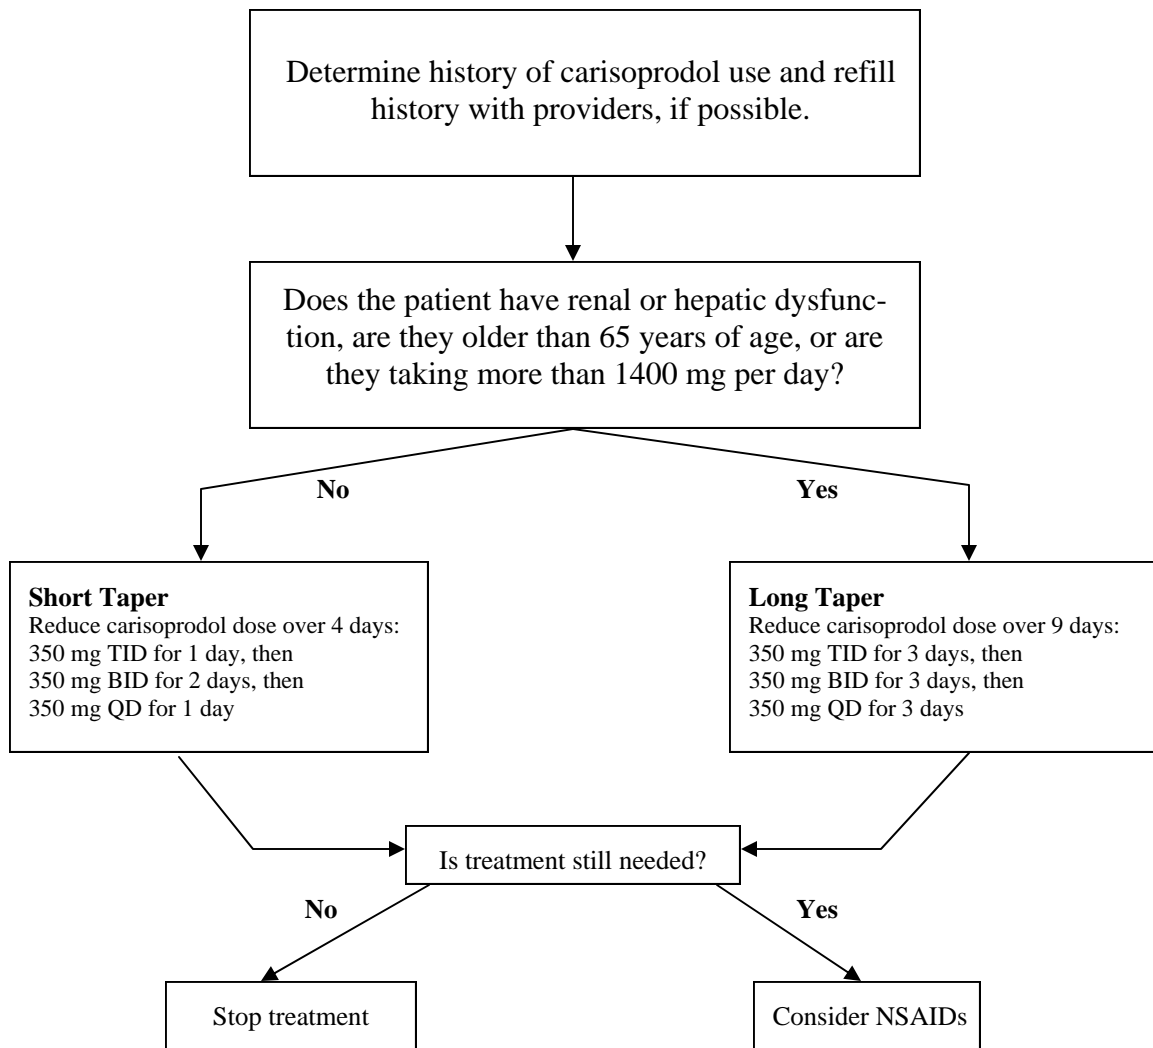 Determine history of carisoprodol use and refill
history with providers, if possible.
Does the patient have renal or hepatic dysfunc-
tion, are they older than 65 years of age, or are
they taking more than 1400 mg per day?
No
Yes
Short Taper
Reduce carisoprodol dose over 4 days:
350 mg TID for 1 day, then
350 mg BID for 2 days, then
350 mg QD for 1 day
Long Taper
Reduce carisoprodol dose over 9 days:
350 mg TID for 3 days, then
350 mg BID for 3 days, then
350 mg QD for 3 days
Is treatment still needed?
No
Yes
Stop treatment
Consider NSAIDs